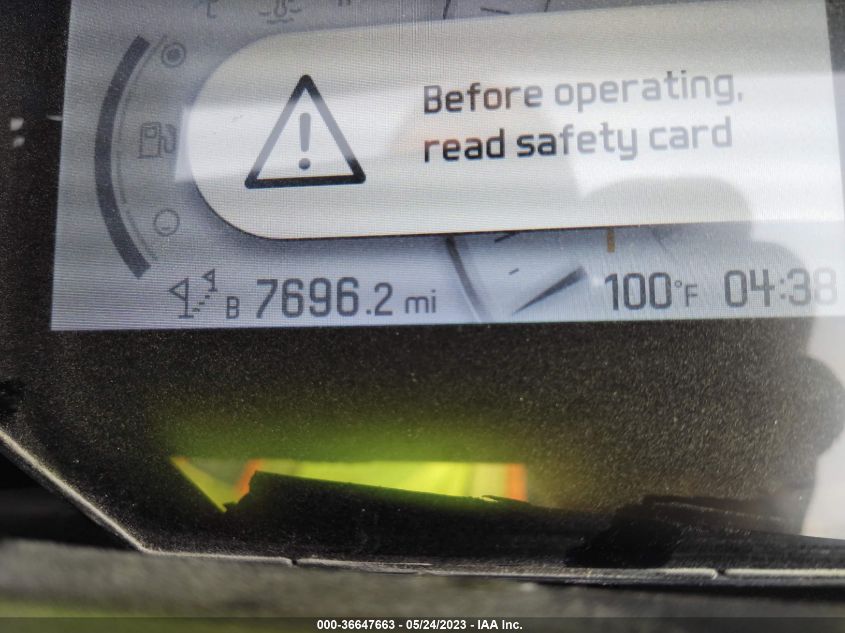 Before operating,
read safety card
B 7696.2 mi
100°F 04:38
000-36647663 - 05/24/2023 - IAA Inc.